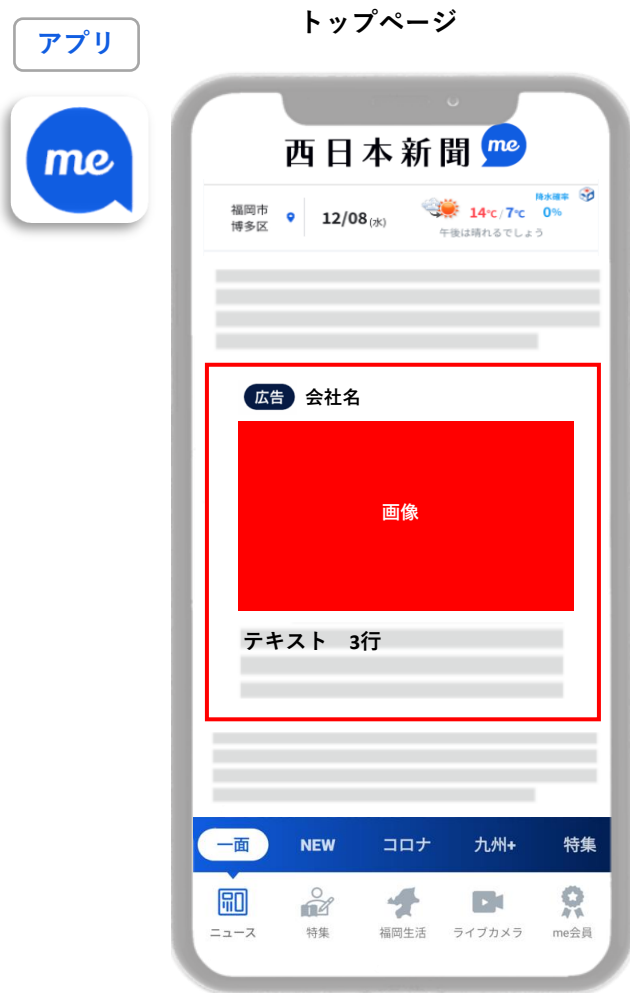 トップページ
アプリ
me
西日本新聞 me
福岡市
博多区
12/08(水)
14℃/7℃
降水確率
0%
午後は晴れるでしょう
広告 会社名
画像
テキスト 3行
一面 NEW コロナ 九州+ 特集
ニュース 特集 福岡生活 ライブカメラ me会員